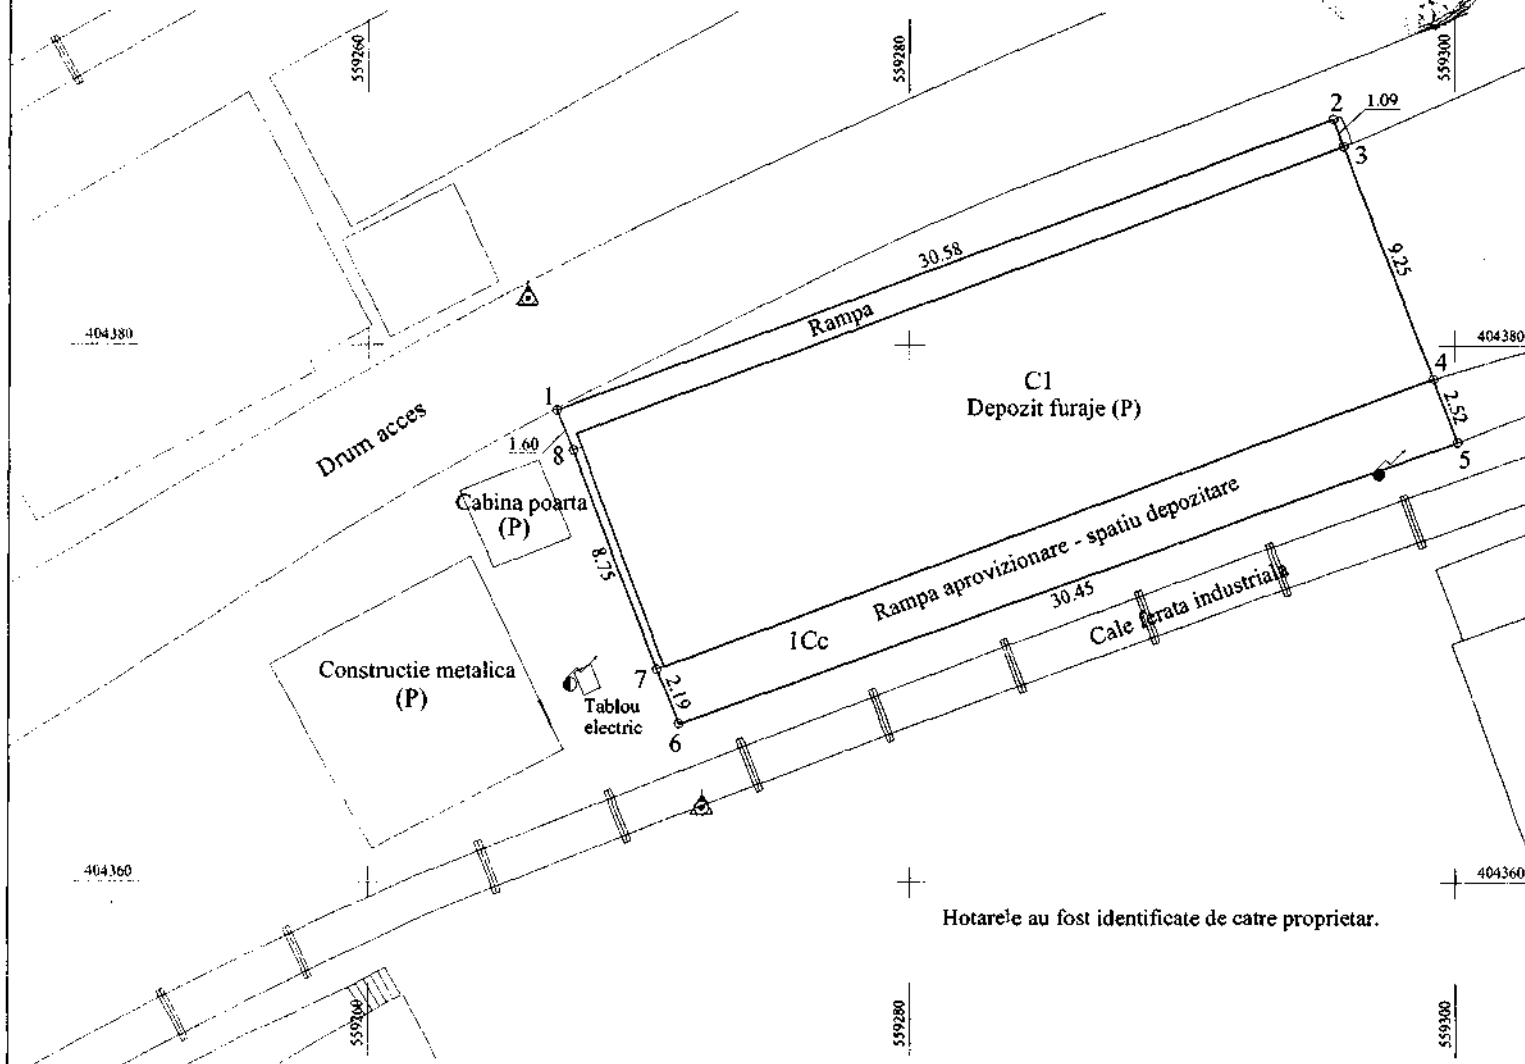 559260
559280
559300
2
1.09
3
30.58
9.25
404380
Rampa
404380
4
C1
Depozit furaje (P)
1
2.52
Drum acces
1.60
8
5
Cabina poarta
(P)
Rampa aprovizionare - spatiu depozitare
8.75
30.45
Cale ferata industriala
1Cc
Constructie metalica
(P)
7
2.19
Tablou
electric
6
404360
404360
Hotarele au fost identificate de catre proprietar.
559260
559280
559300